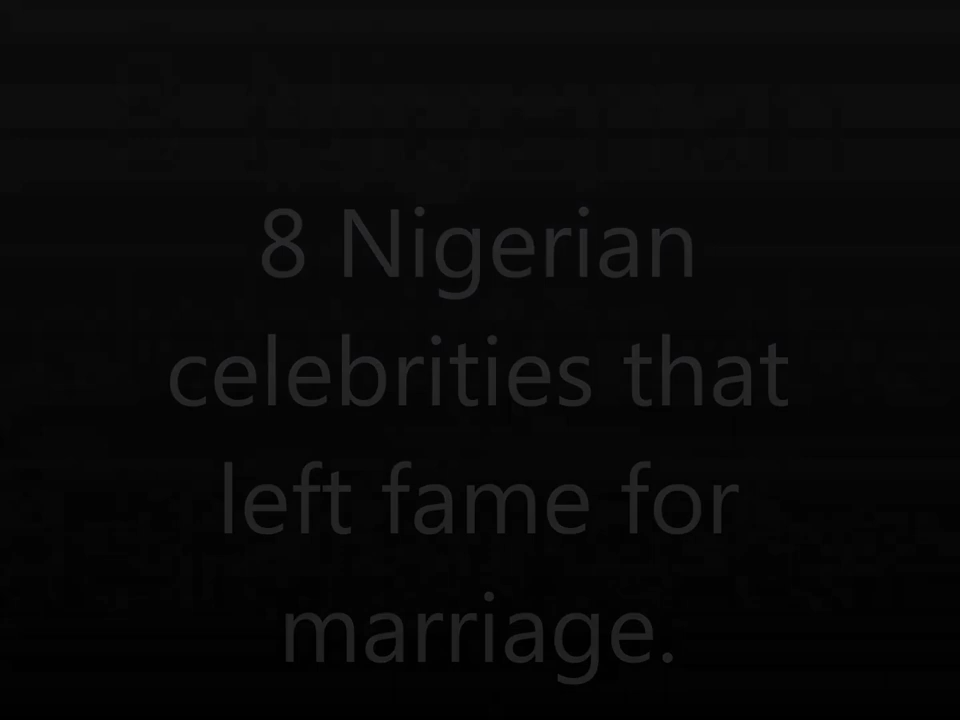 8 Nigerian
celebrities that
left fame for
marriage.